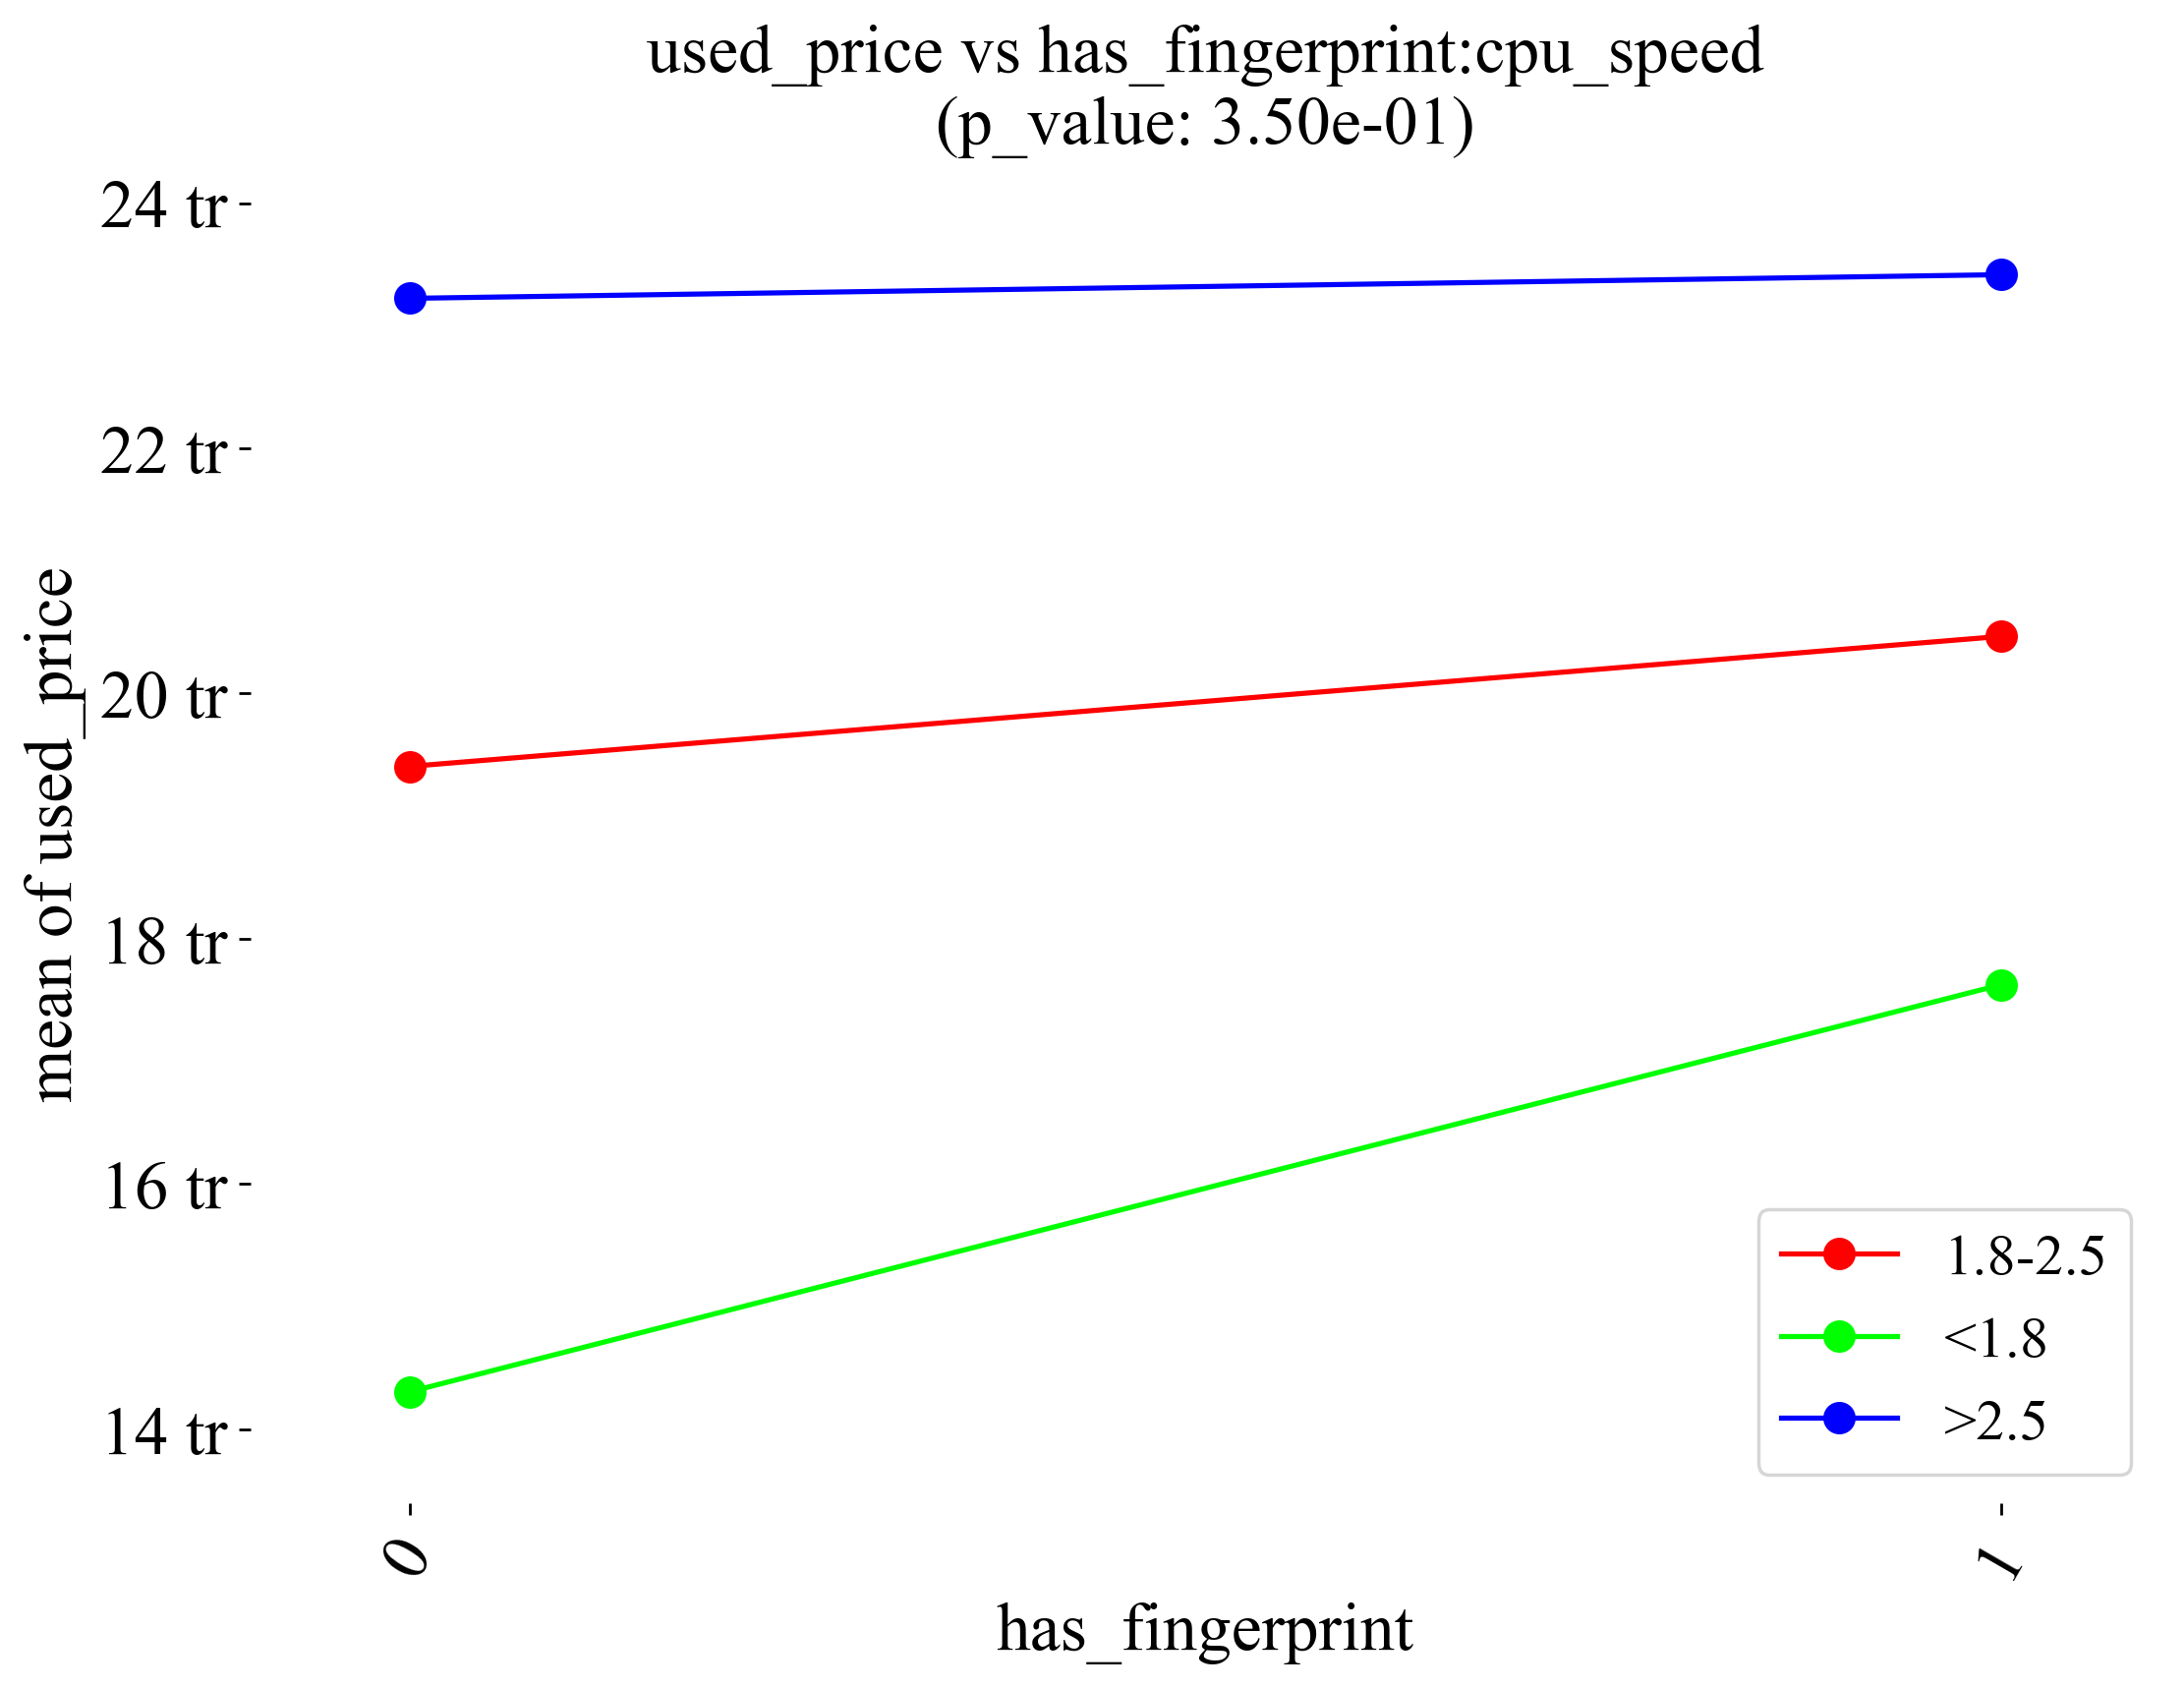 used_price vs has_fingerprint:cpu_speed
(p_value: 3.50e-01)
24 tr
22 tr
20 tr
18 tr
16 tr
14 tr
mean of used_price
1.8-2.5
<1.8
>2.5
0
1
has_fingerprint